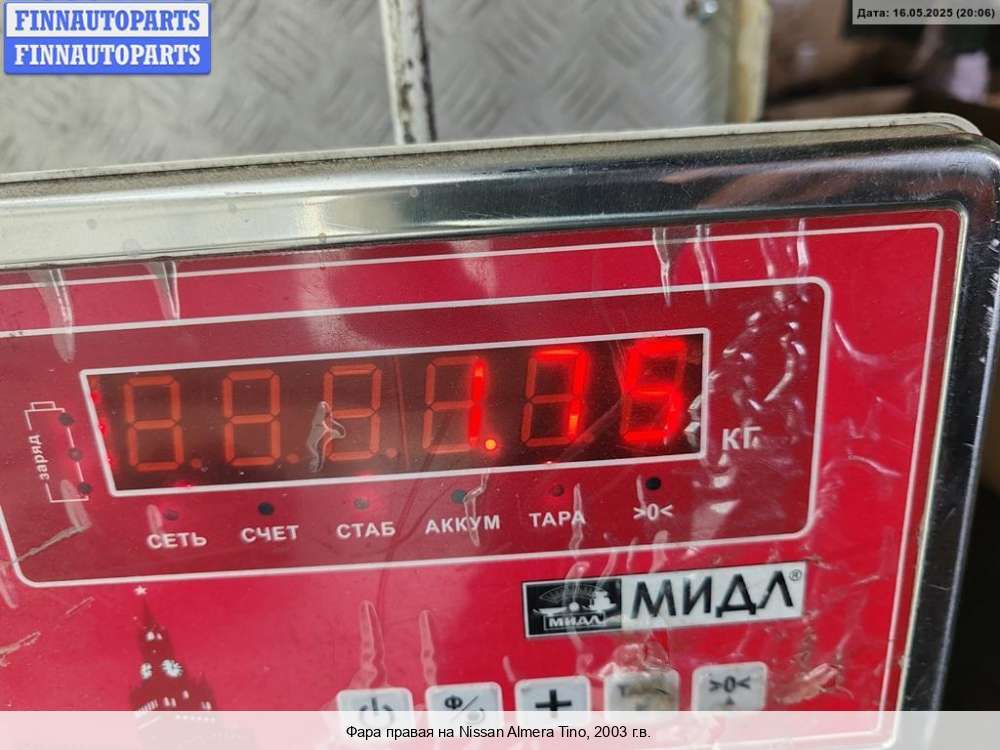 FINNAUTOPARTS
FINNAUTOPARTS
Дата: 16.05.2025 (20:06)
1.75
КГ
заряд
СЕТЬ СЧЕТ СТАБ АККУМ ТАРА >0<
МИДЛ МИДЛ®
Ф/ + >0<
Фара правая на Nissan Almera Tino, 2003 г.в.